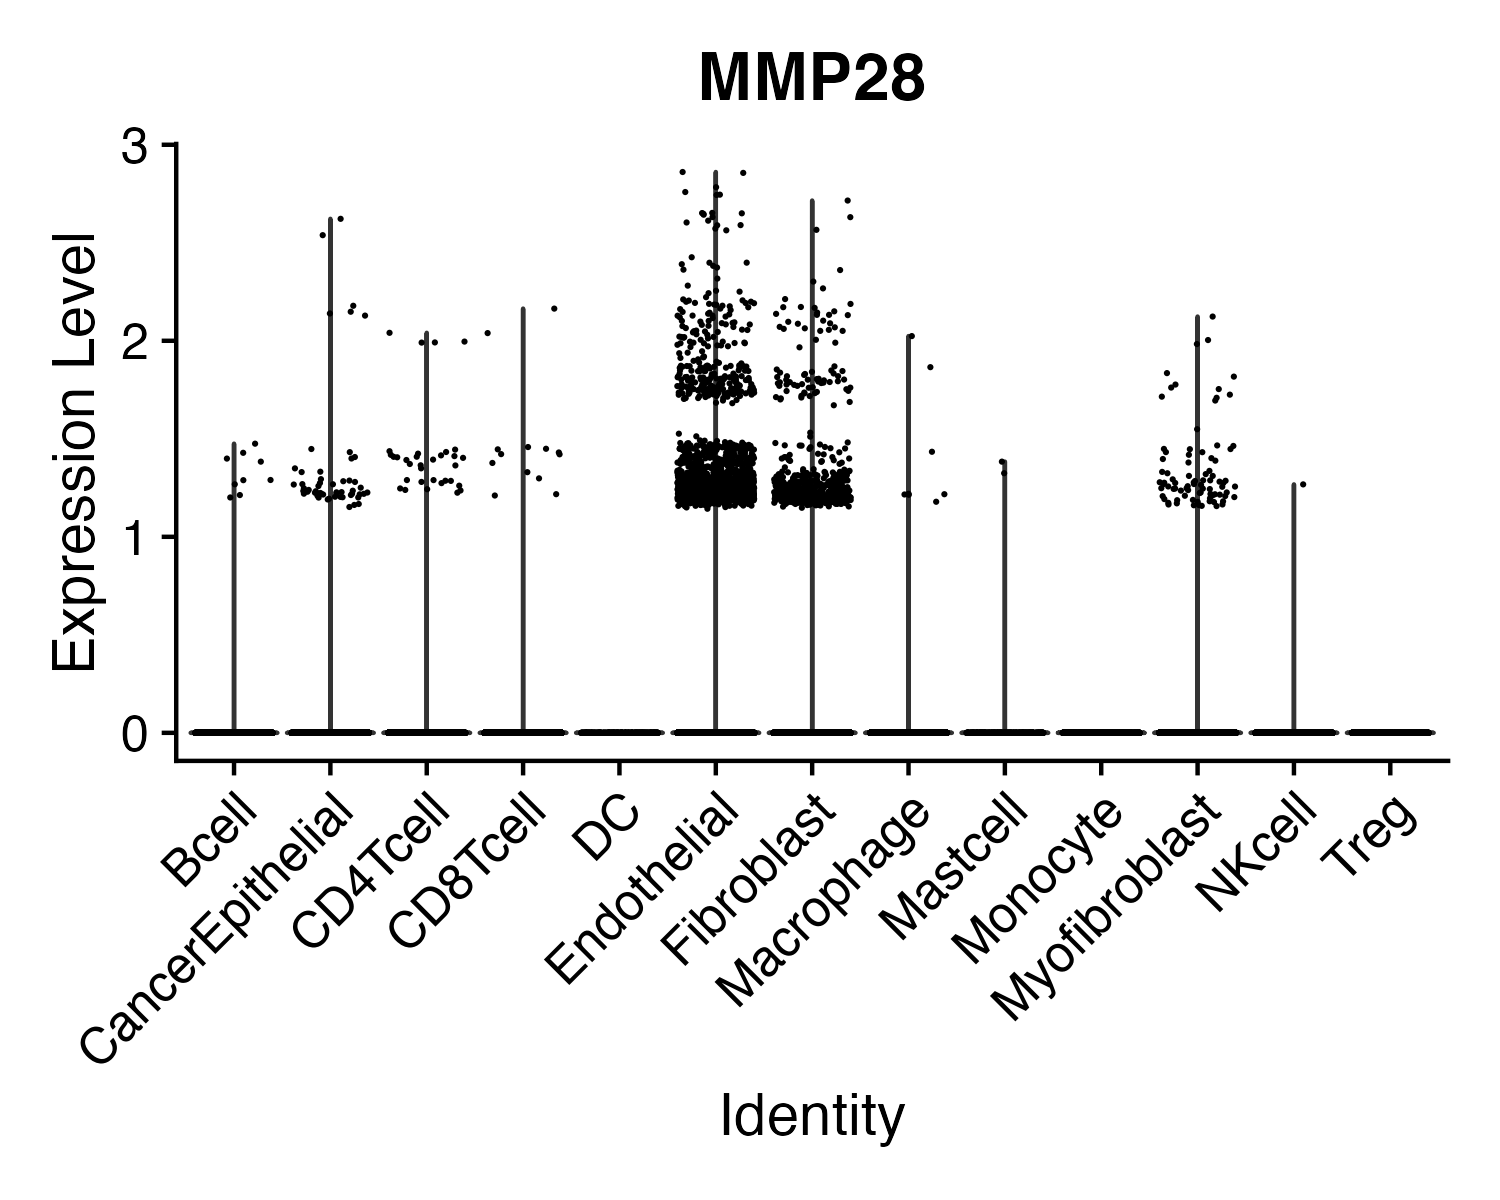 MMP28
Expression Level
3
2
1
0
Bcell
CancerEpithelial
CD4Tcell
CD8Tcell
DC
Endothelial
Fibroblast
Macrophage
Mastcell
Monocyte
Myofibroblast
NKcell
Treg
Identity